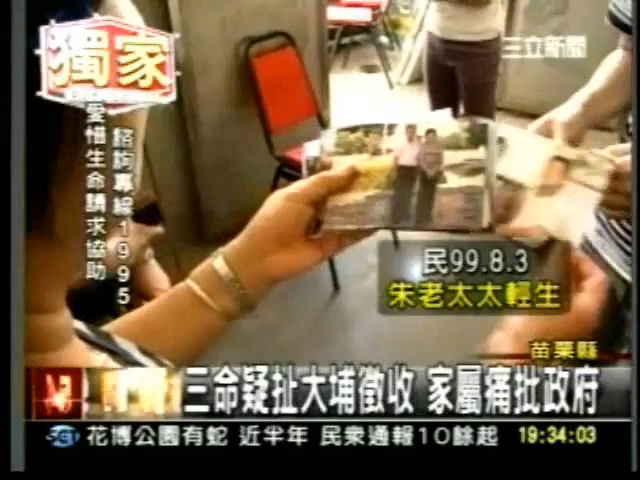 獨家
三立新聞
愛惜生命請求協助
諮詢專線1995
民99.8.3
朱老太太輕生
苗栗縣
三命疑扯大埔徵收 家屬痛批政府
SET 花博公園有蛇 近半年 民眾通報10餘起 19:34:03